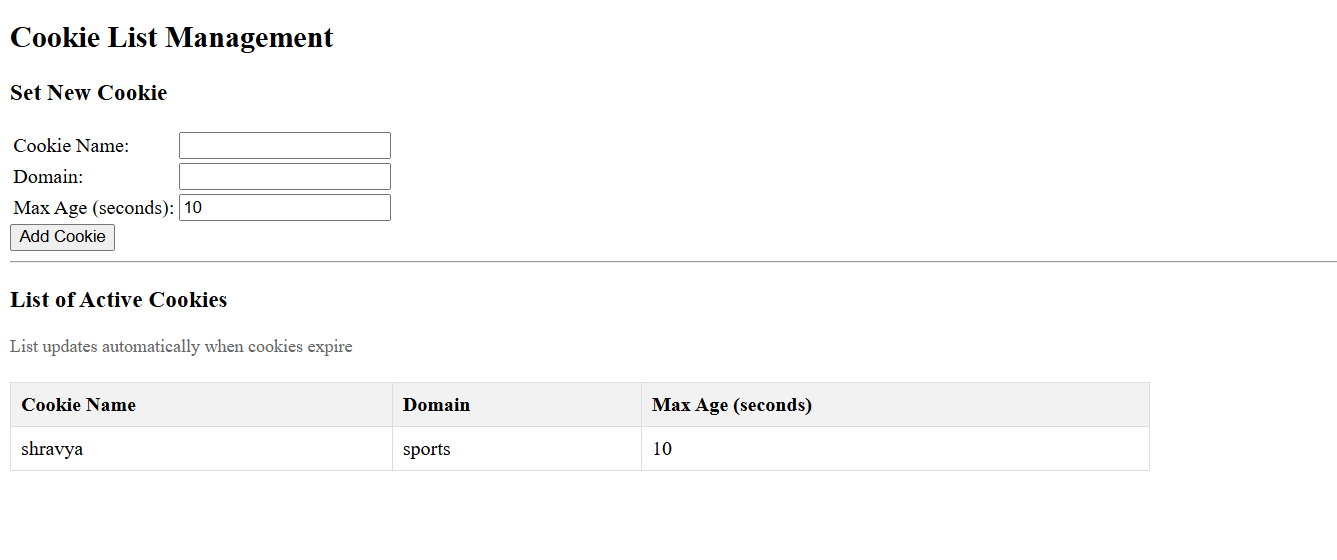 Cookie List Management
Set New Cookie
Cookie Name:
Domain:
Max Age (seconds): 10
Add Cookie
List of Active Cookies
List updates automatically when cookies expire
Cookie Name Domain Max Age (seconds)
shravya sports 10